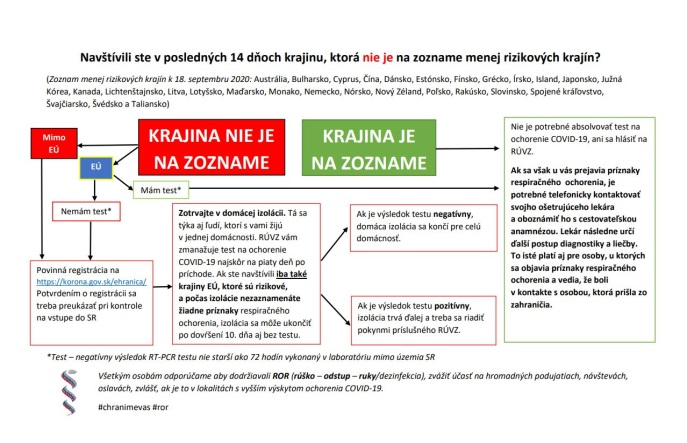 Navštívili ste v posledných 14 dňoch krajinu, ktorá nie je na zozname menej rizikových krajín?
(Zoznam menej rizikových krajín k 18. septembru 2020: Austrália, Bulharsko, Cyprus, Čína, Dánsko, Estónsko, Fínsko, Grécko, Írsko, Island, Japonsko, Južná
Kórea, Kanada, Lichtenštajnsko, Litva, Lotyšsko, Maďarsko, Monako, Nemecko, Nórsko, Nový Zéland, Poľsko, Rakúsko, Slovinsko, Spojené kráľovstvo,
Švajčiarsko, Švédsko a Taliansko)
Mimo
EÚ
KRAJINA NIE JE
NA ZOZNAME
KRAJINA JE
NA ZOZNAME
EÚ
Mám test*
Nemám test*
Povinná registrácia na
https://korona.gov.sk/ehranica/
Potvrdením o registrácii sa
treba preukázať pri kontrole
na vstupe do SR
Zotrvajte v domácej izolácii. Tá sa
týka aj ľudí, ktorí s vami žijú
v jednej domácnosti. RÚVZ vám
zmanažuje test na ochorenie
COVID-19 najskôr na piaty deň po
príchode. Ak ste navštívili iba také
krajiny EÚ, ktoré sú rizikové,
a počas izolácie nezaznamenáte
žiadne príznaky respiračného
ochorenia, izolácia sa môže ukončiť
po dovŕšení 10. dňa aj bez testu.
Ak je výsledok testu negatívny,
domáca izolácia sa končí pre celú
domácnosť.
Ak je výsledok testu pozitívny,
izolácia trvá ďalej a treba sa riadiť
pokynmi príslušného RÚVZ.
Nie je potrebné absolvovať test na
ochorenie COVID-19, ani sa hlásiť na
RÚVZ.
Ak sa však u vás prejavia príznaky
respiračného ochorenia, je
potrebné telefonicky kontaktovať
svojho ošetrujúceho lekára
a oboznámiť ho s cestovateľskou
anamnézou. Lekár následne určí
ďalší postup diagnostiky a liečby.
To isté platí aj pre osoby, u ktorých
sa objavia príznaky respiračného
ochorenia a vedia, že boli
v kontakte s osobou, ktorá prišla zo
zahraničia.
*Test – negatívny výsledok RT-PCR testu nie starší ako 72 hodín vykonaný v laboratóriu mimo územia SR
Všetkým osobám odporúčame aby dodržiavali ROR (rúško – odstup – ruky/dezinfekcia), zvážiť účasť na hromadných podujatiach, návštevách,
oslavách, zvlášť, ak je to v lokalitách s vyšším výskytom ochorenia COVID-19.
#chranimevas #ror